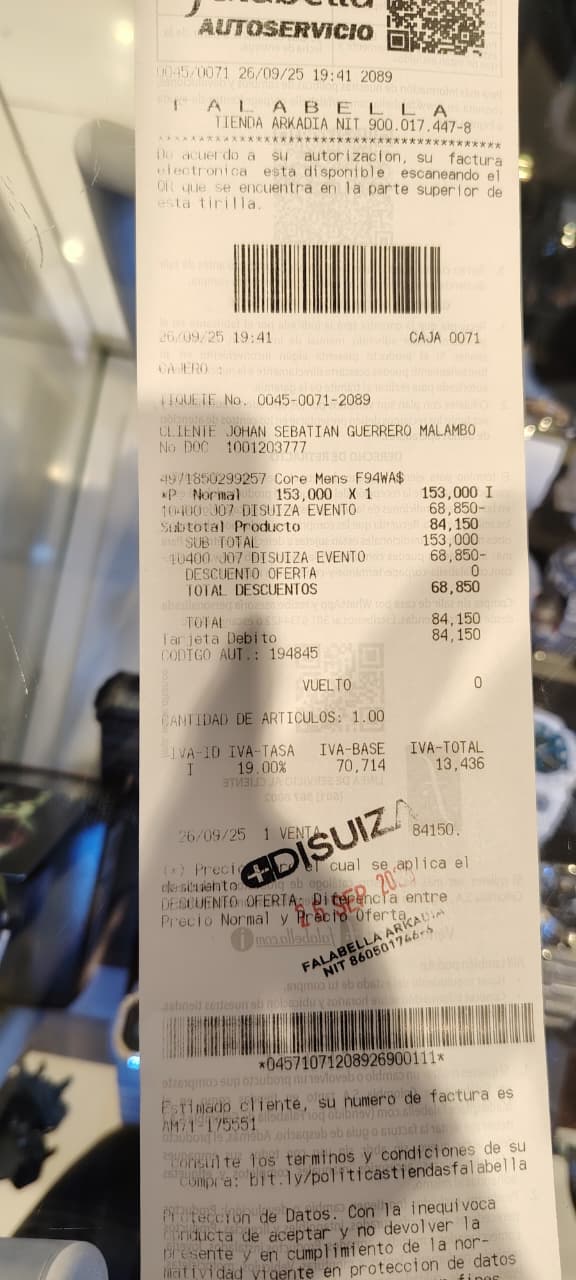 falabella
AUTOSERVICIO
0045/0071 26/09/25 19:41 2089
F A L A B E L L A
TIENDA ARKADIA NIT 900.017.447-8
****************************************
De acuerdo a su autorizacion, su factura
electronica esta disponible escaneando el
QR que se encuentra en la parte superior de
esta tirilla.
26/09/25 19:41 CAJA 0071
CAJERO :
TIQUETE No. 0045-0071-2089
CLIENTE JOHAN SEBATIAN GUERRERO MALAMBO
No DOC 1001203777
4971850299257 Core Mens F94WA$
*P Normal 153,000 X 1 153,000 I
10400 J07 DISUIZA EVENTO 68,850-
Subtotal Producto 84,150
SUB TOTAL 153,000
10400 J07 DISUIZA EVENTO 68,850-
DESCUENTO OFERTA 0
TOTAL DESCUENTOS 68,850
TOTAL 84,150
Tarjeta Debito 84,150
CODIGO AUT.: 194845
VUELTO 0
CANTIDAD DE ARTICULOS: 1.00
IVA-ID IVA-TASA IVA-BASE IVA-TOTAL
I 19.00% 70,714 13,436
26/09/25 1 VENTA 84150.
DISUIZA
(*) Precio sobre el cual se aplica el
descuento
26 SEP
DESCUENTO OFERTA: Diferencia entre
Precio Normal y Precio Oferta.
FALABELLA ARKADIA
NIT 860501766-6
*04571071208926900111*
Estimado cliente, su numero de factura es
AM71-175551
Consulte los terminos y condiciones de su
compra: bit.ly/politicastiendasfalabella
Proteccion de Datos. Con la inequivoca
conducta de aceptar y no devolver la
presente y en cumplimiento de la nor-
matividad vigente en proteccion de datos
fines